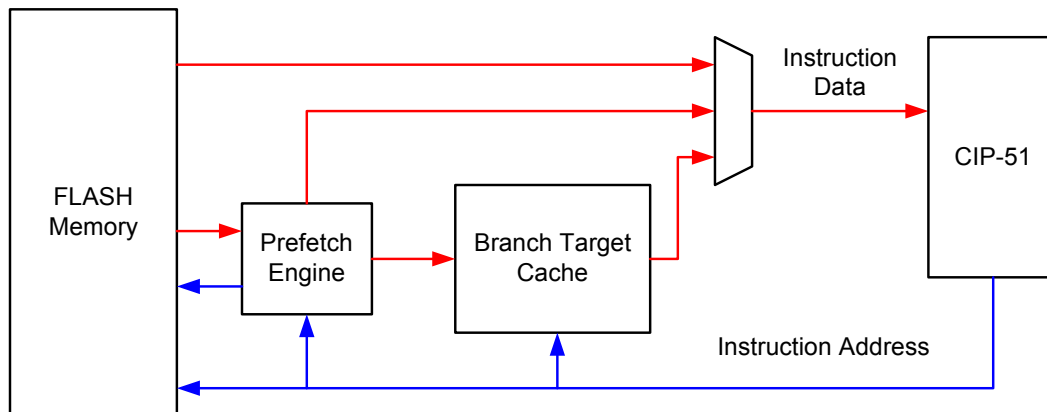 Instruction
Data
CIP-51
FLASH
Memory
Prefetch
Engine
Branch Target
Cache
Instruction Address